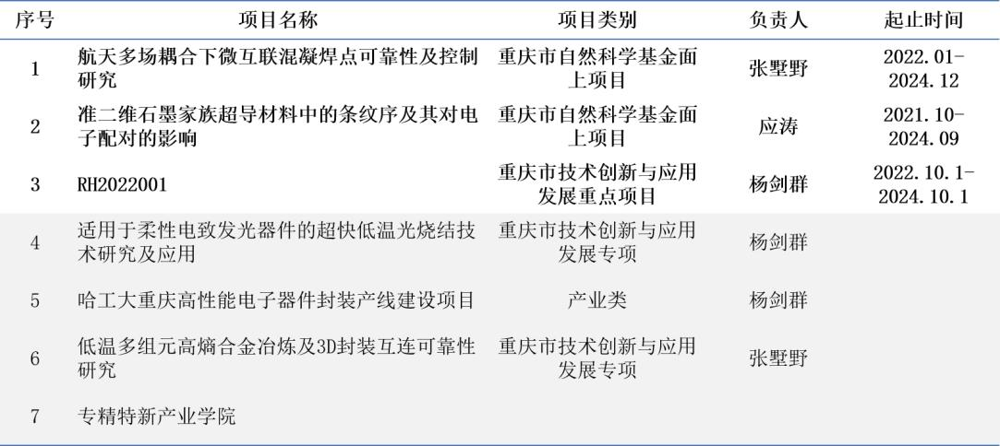 序号 项目名称 项目类别 负责人 起止时间
1 航天多场耦合下微互联混凝焊点可靠性及控制研究 重庆市自然科学基金面上项目 张墅野 2022.01-2024.12
2 准二维石墨家族超导材料中的条纹序及其对电子配对的影响 重庆市自然科学基金面上项目 应涛 2021.10-2024.09
3 RH2022001 重庆市技术创新与应用发展重点项目 杨剑群 2022.10.1-2024.10.1
4 适用于柔性电致发光器件的超快低温光烧结技术研究及应用 重庆市技术创新与应用发展专项 杨剑群
5 哈工大重庆高性能电子器件封装产线建设项目 产业类 杨剑群
6 低温多组元高熵合金冶炼及3D封装互连可靠性研究 重庆市技术创新与应用发展专项 张墅野
7 专精特新产业学院